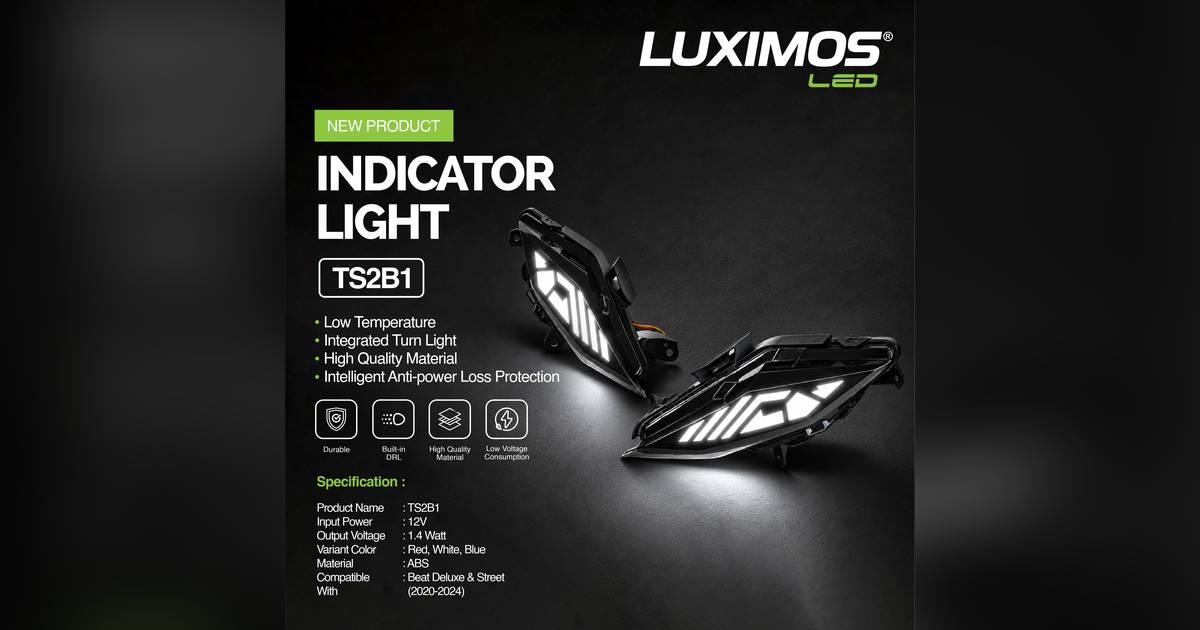 LUXIMOS®
LED
NEW PRODUCT
INDICATOR
LIGHT
TS2B1
• Low Temperature
• Integrated Turn Light
• High Quality Material
• Intelligent Anti-power Loss Protection
Durable
Built-in
DRL
High Quality
Material
Low Voltage
Consumption
Specification :
Product Name : TS2B1
Input Power : 12V
Output Voltage : 1.4 Watt
Variant Color : Red, White, Blue
Material : ABS
Compatible : Beat Deluxe & Street
With (2020-2024)